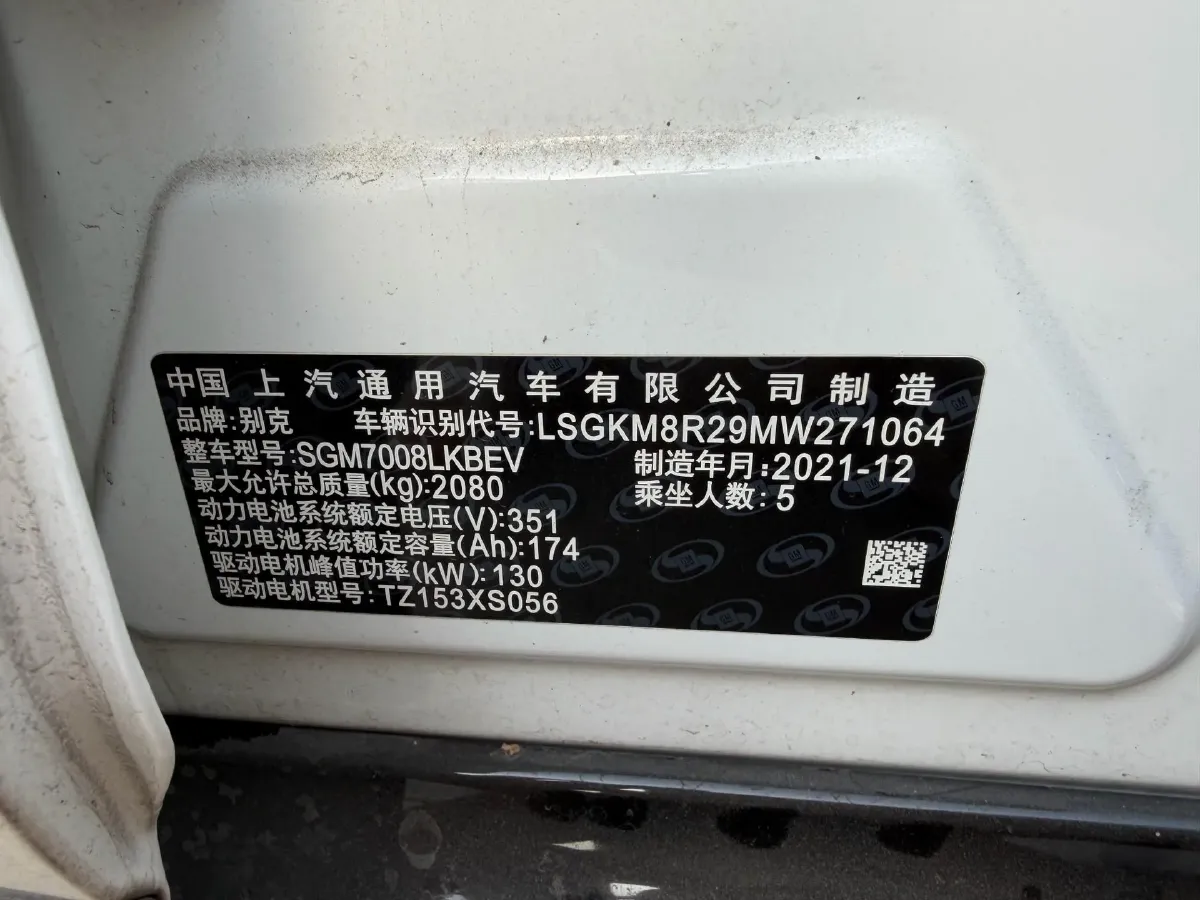 中国 上汽通用汽车有限公司制造
品牌:别克 车辆识别代号:LSGKM8R29MW271064
整车型号:SGM7008LKBEV 制造年月:2021-12
最大允许总质量(kg):2080 乘坐人数:5
动力电池系统额定电压(V):351
动力电池系统额定容量(Ah):174
驱动电机峰值功率(kW):130
驱动电机型号:TZ153XS056